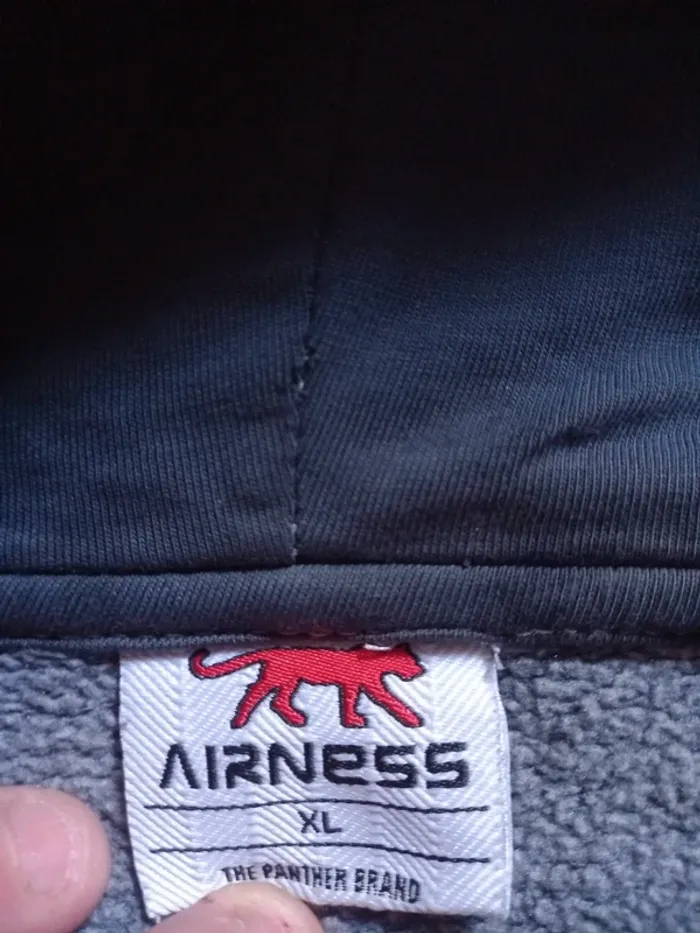 AIRNESS
XL
THE PANTHER BRAND